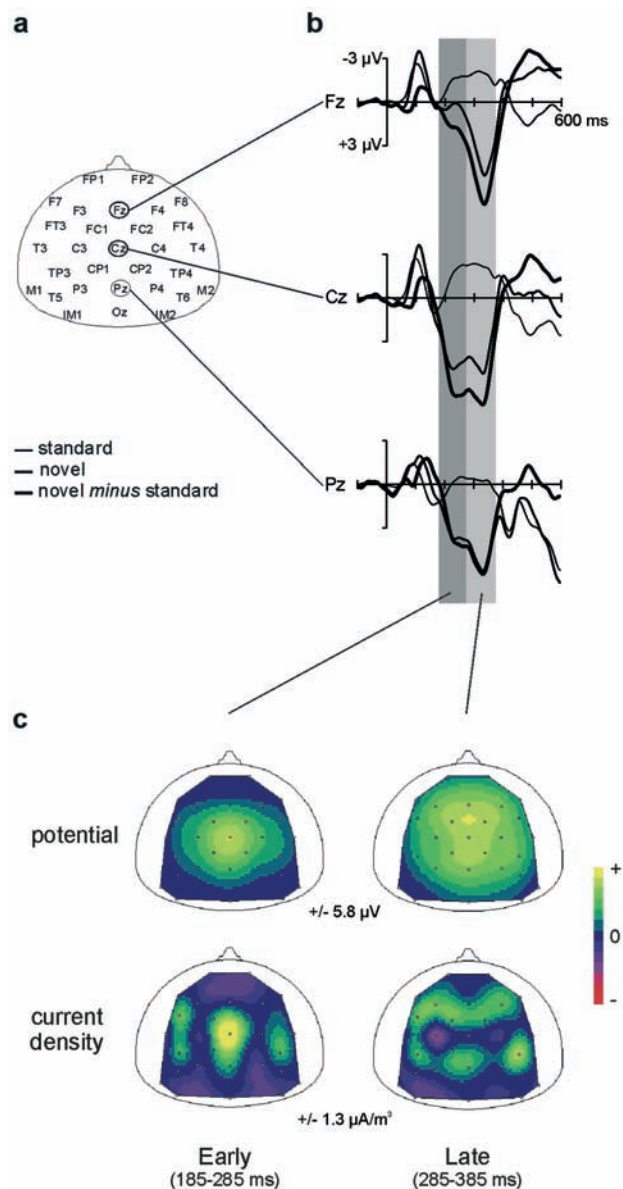 a
b
-3 µV
Fz
+3 µV
600 ms
FP1 FP2
F7 F8
F3 Fz F4
FT3 FC1 FC2 FT4
T3 C3 Cz C4 T4
CP1 CP2
TP3 TP4
M1 P3 Pz P4 M2
T5 T6
IM1 Oz IM2
Cz
standard
novel
novel minus standard
Pz
c
potential
+/- 5.8 µV
+
0
-
current
density
+/- 1.3 µA/m³
Early Late
(185-285 ms) (285-385 ms)